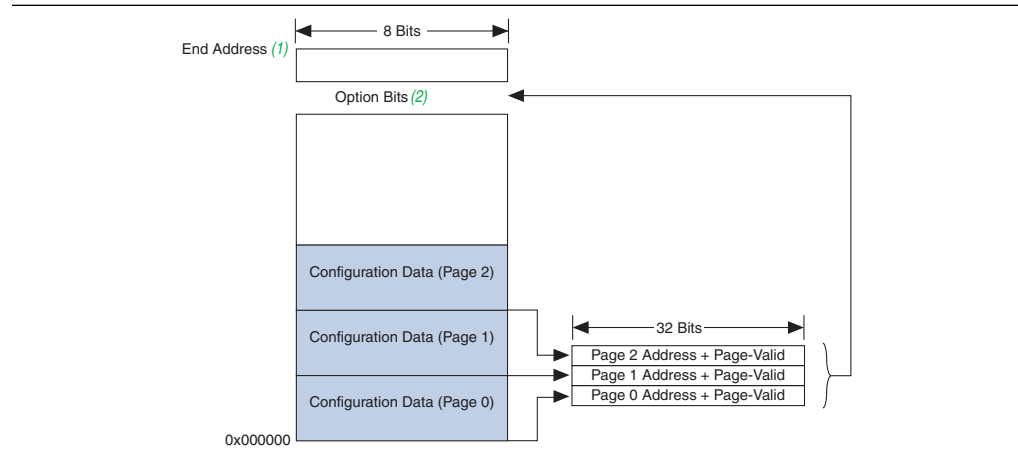 8 Bits
End Address (1)
Option Bits (2)
Configuration Data (Page 2)
Configuration Data (Page 1)
Configuration Data (Page 0)
0x000000
32 Bits
Page 2 Address + Page-Valid
Page 1 Address + Page-Valid
Page 0 Address + Page-Valid